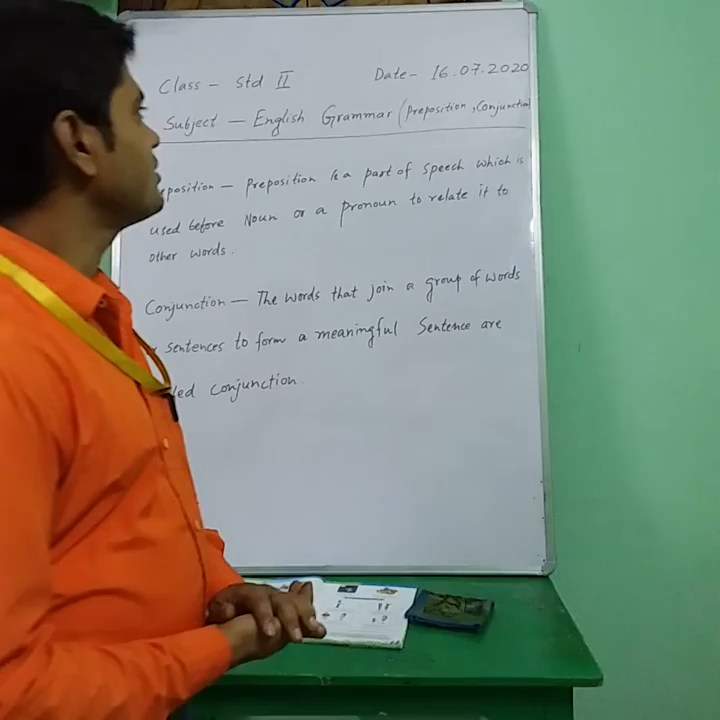 Class - Std II Date- 16.07.2020
Subject - English Grammar (Preposition, Conjunction
position - Preposition is a part of speech which is
used before Noun or a pronoun to relate it to
other words.
Conjunction - The words that join a group of words
sentences to form a meaningful Sentence are
led conjunction